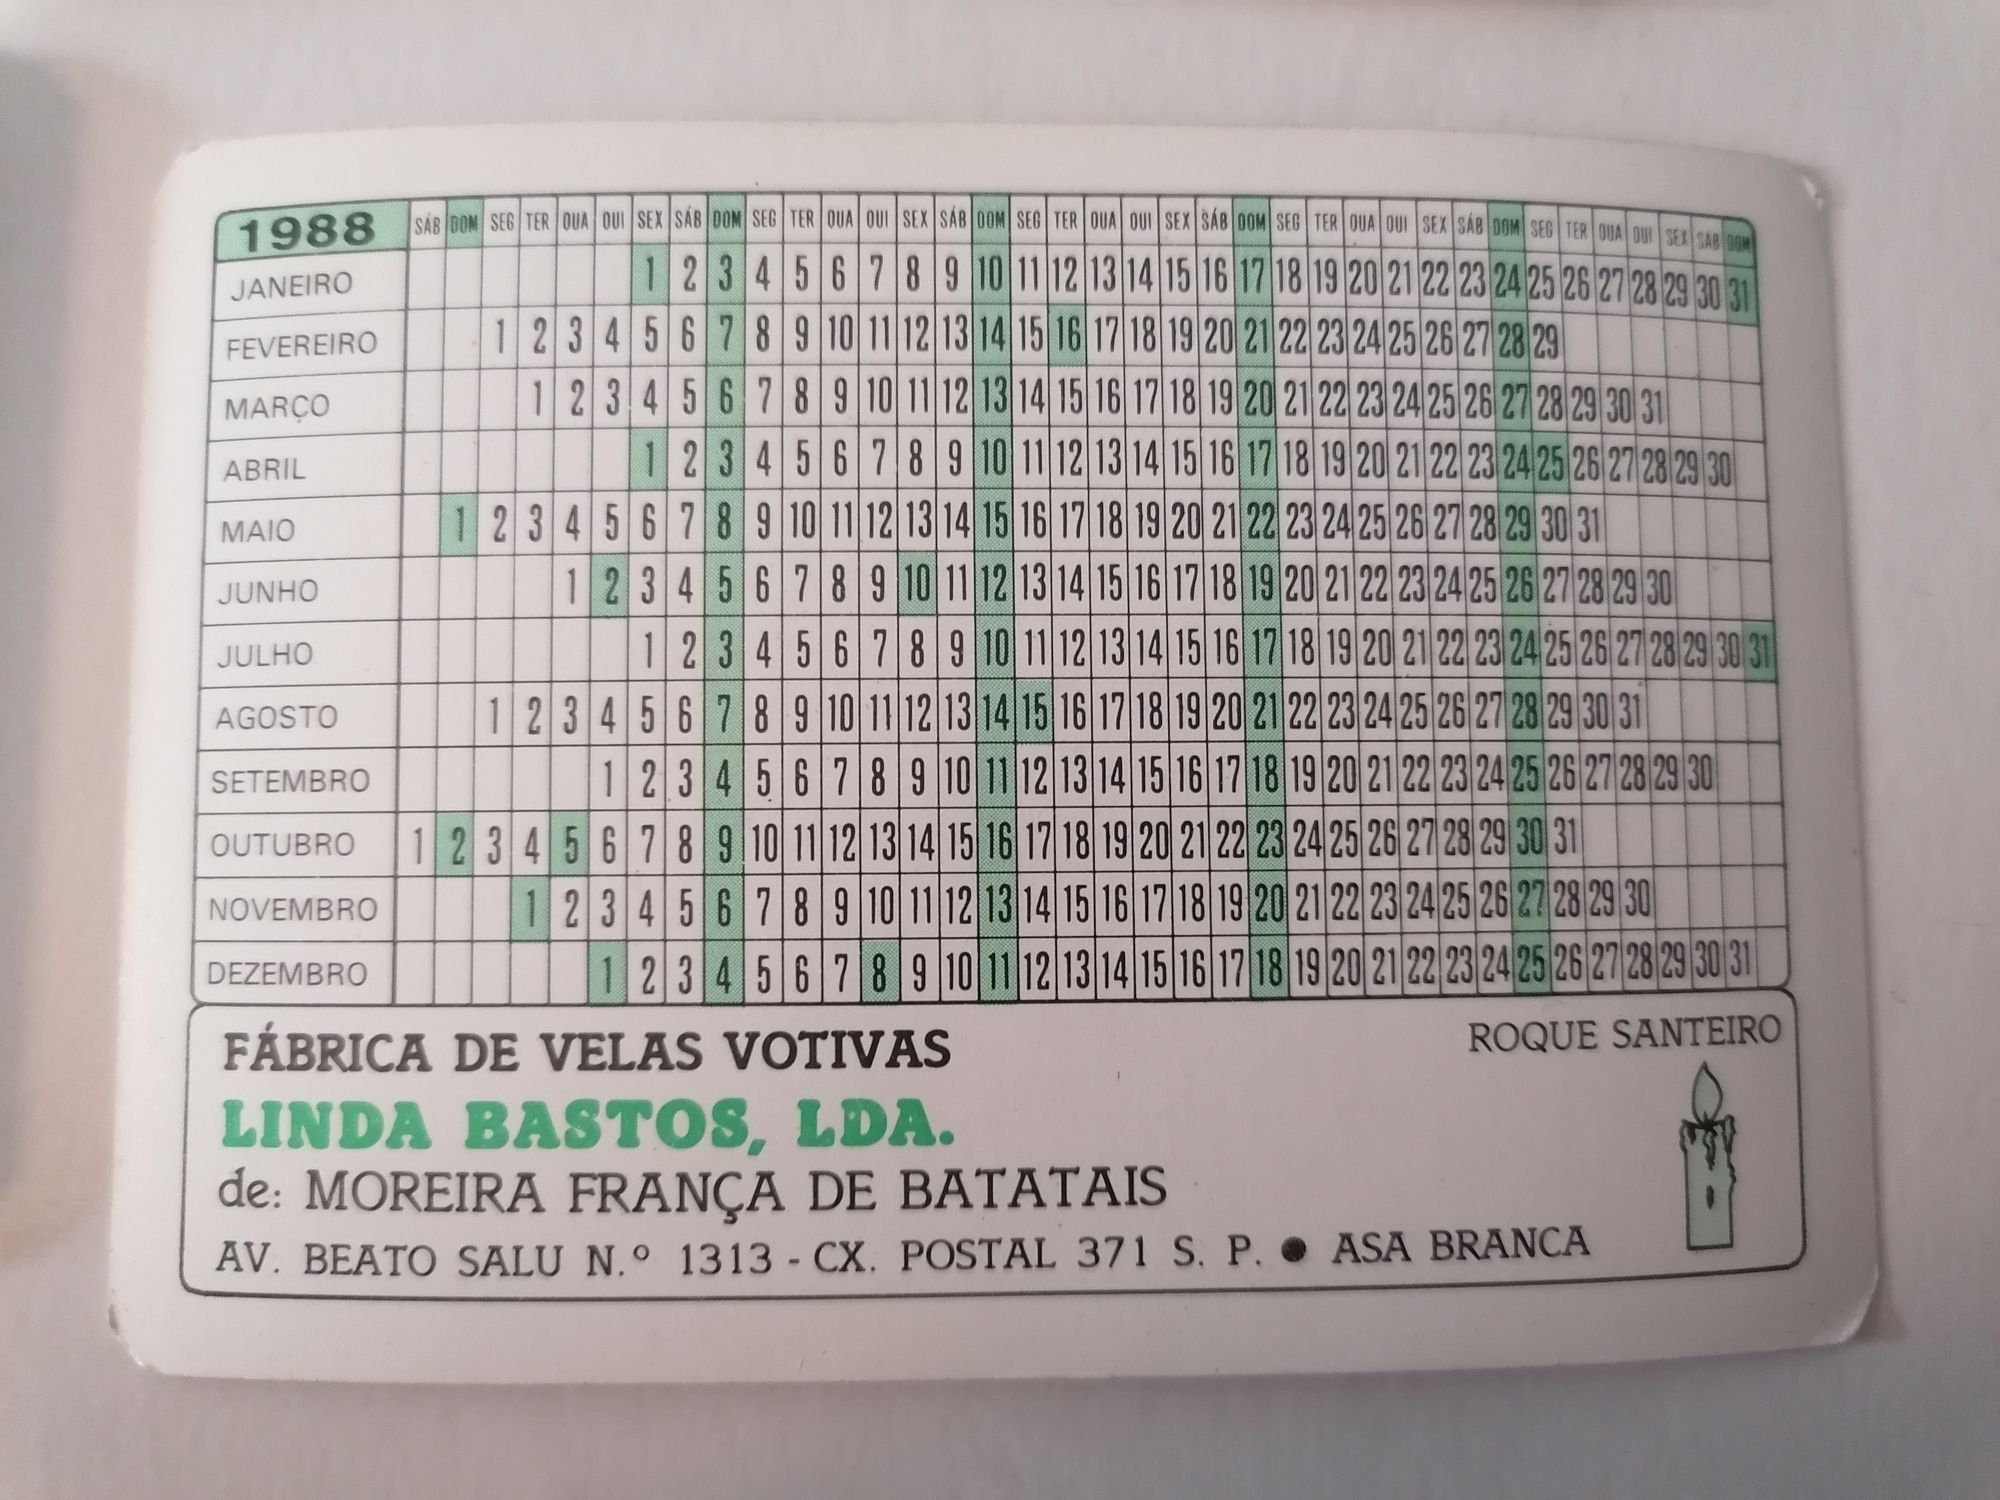 1988 SÁB DOM SEG TER QUA QUI SEX SÁB DOM SEG TER QUA QUI SEX SÁB DOM SEG TER QUA QUI SEX SÁB DOM SEG TER QUA QUI SEX SÁB DOM SEG TER QUA QUI SEX SÁB DOM
JANEIRO 1 2 3 4 5 6 7 8 9 10 11 12 13 14 15 16 17 18 19 20 21 22 23 24 25 26 27 28 29 30 31
FEVEREIRO 1 2 3 4 5 6 7 8 9 10 11 12 13 14 15 16 17 18 19 20 21 22 23 24 25 26 27 28 29
MARÇO 1 2 3 4 5 6 7 8 9 10 11 12 13 14 15 16 17 18 19 20 21 22 23 24 25 26 27 28 29 30 31
ABRIL 1 2 3 4 5 6 7 8 9 10 11 12 13 14 15 16 17 18 19 20 21 22 23 24 25 26 27 28 29 30
MAIO 1 2 3 4 5 6 7 8 9 10 11 12 13 14 15 16 17 18 19 20 21 22 23 24 25 26 27 28 29 30 31
JUNHO 1 2 3 4 5 6 7 8 9 10 11 12 13 14 15 16 17 18 19 20 21 22 23 24 25 26 27 28 29 30
JULHO 1 2 3 4 5 6 7 8 9 10 11 12 13 14 15 16 17 18 19 20 21 22 23 24 25 26 27 28 29 30 31
AGOSTO 1 2 3 4 5 6 7 8 9 10 11 12 13 14 15 16 17 18 19 20 21 22 23 24 25 26 27 28 29 30 31
SETEMBRO 1 2 3 4 5 6 7 8 9 10 11 12 13 14 15 16 17 18 19 20 21 22 23 24 25 26 27 28 29 30
OUTUBRO 1 2 3 4 5 6 7 8 9 10 11 12 13 14 15 16 17 18 19 20 21 22 23 24 25 26 27 28 29 30 31
NOVEMBRO 1 2 3 4 5 6 7 8 9 10 11 12 13 14 15 16 17 18 19 20 21 22 23 24 25 26 27 28 29 30
DEZEMBRO 1 2 3 4 5 6 7 8 9 10 11 12 13 14 15 16 17 18 19 20 21 22 23 24 25 26 27 28 29 30 31
FÁBRICA DE VELAS VOTIVAS
ROQUE SANTEIRO
LINDA BASTOS, LDA.
de: MOREIRA FRANÇA DE BATATAIS
AV. BEATO SALU N.º 1313 - CX. POSTAL 371 S. P. ● ASA BRANCA